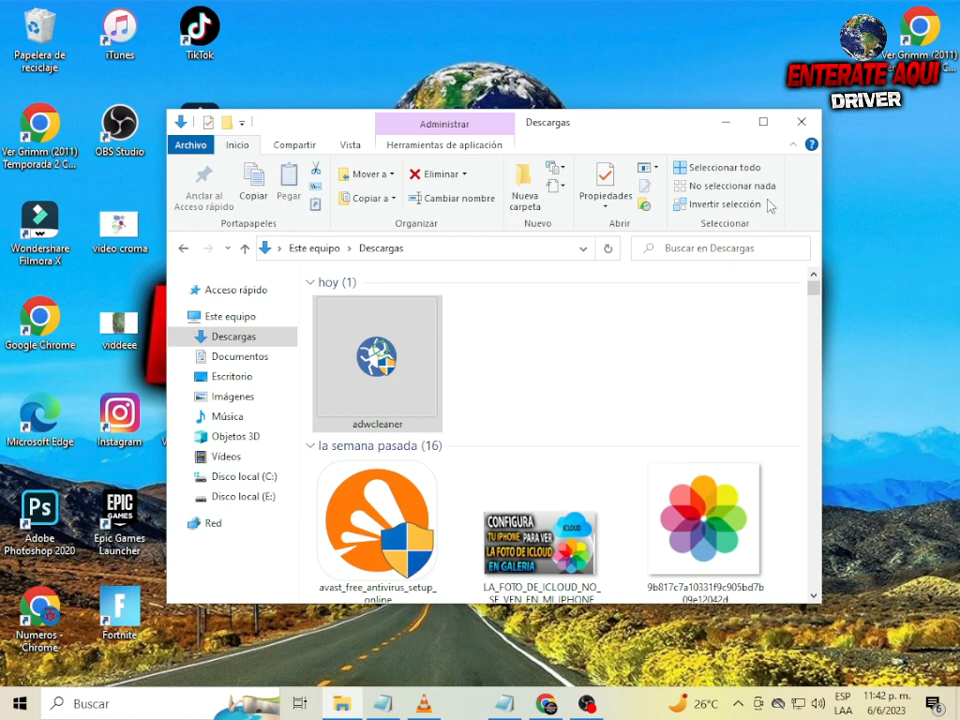 Papelera de
reciclaje
iTunes
TikTok
Ver Grimm (2011)
ENTERATE AQUI
DRIVER
Ver Grimm (2011)
Temporada 2 C...
OBS Studio
Wondershare
Filmora X
video croma
Google Chrome
viddeee
Microsoft Edge
Instagram
Ps
Adobe
Photoshop 2020
EPIC
GAMES
Epic Games
Launcher
Numeros -
Chrome
F
Fortnite
Administrar
Descargas
Archivo
Inicio
Compartir
Vista
Herramientas de aplicación
Anclar al
Acceso rápido
Copiar
Pegar
Portapapeles
Mover a
Copiar a
Eliminar
Cambiar nombre
Organizar
Nueva
carpeta
Nuevo
Propiedades
Abrir
Seleccionar todo
No seleccionar nada
Invertir selección
Seleccionar
Este equipo > Descargas
Buscar en Descargas
Acceso rápido
Este equipo
Descargas
Documentos
Escritorio
Imágenes
Música
Objetos 3D
Vídeos
Disco local (C:)
Disco local (E:)
Red
hoy (1)
adwcleaner
la semana pasada (16)
avast_free_antivirus_setup_
online
CONFIGURA
TU IPHONE PARA VER
LA FOTO DE ICLOUD
EN GALERIA
ICLOUD
LA_FOTO_DE_ICLOUD_NO_
SE_VEN_EN_MI_IPHONE
9b817c7a10331f9c905bd7b
09e12042d
Buscar
26°C
ESP
LAA
11:42 p. m.
6/6/2023
6